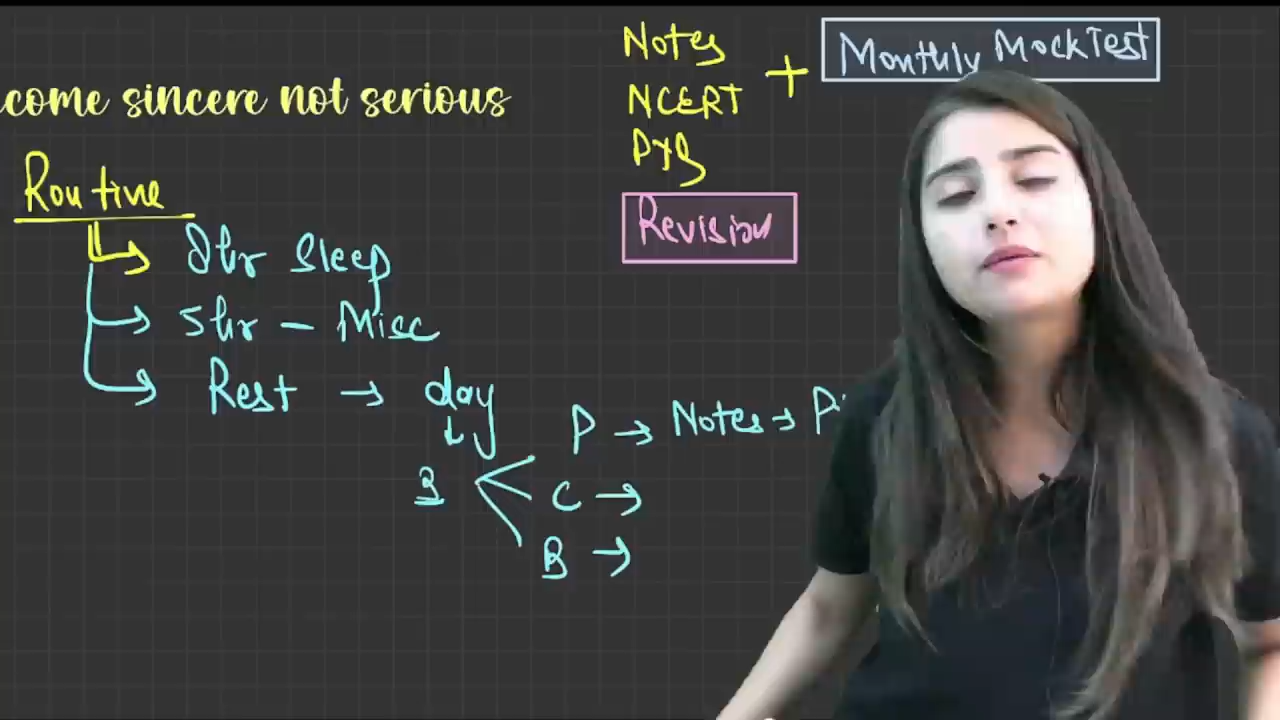 come sincere not serious
Notes
NCERT
PYQ
+
Monthly MockTest
Revision
Routine
→ 8hr Sleep
→ 5hr - Misc
→ Rest → day
↓
3
P → Notes →
C →
B →